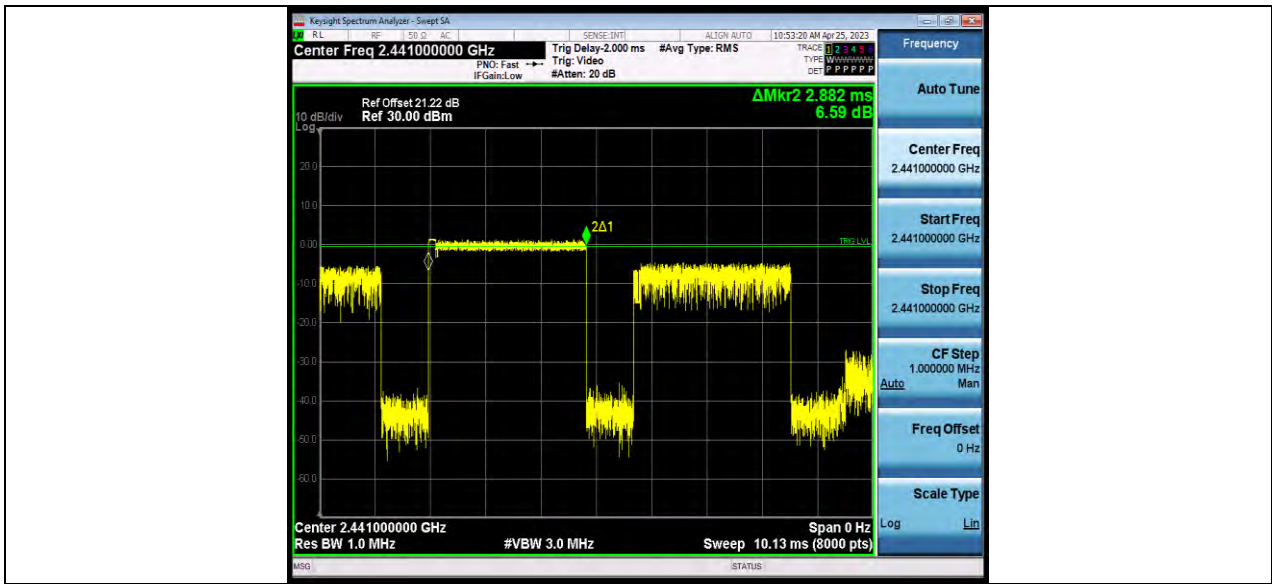 Keysight Spectrum Analyzer - Swept SA
RL RF 50 Ω AC SENSE:INT ALIGN AUTO 10:53:20 AM Apr 25, 2023
Center Freq 2.441000000 GHz
PNO: Fast
IFGain:Low
Trig Delay-2.000 ms
Trig: Video
#Atten: 20 dB
#Avg Type: RMS
TRACE 1 2 3 4 5 6
TYPE WWWWWW
DET P P P P P P
ΔMkr2 2.882 ms
6.59 dB
Ref Offset 21.22 dB
10 dB/div Ref 30.00 dBm
Log
20.0
10.0
0.00
-10.0
-20.0
-30.0
-40.0
-50.0
-60.0
2Δ1
TRIG LVL
Center 2.441000000 GHz Span 0 Hz
Res BW 1.0 MHz #VBW 3.0 MHz Sweep 10.13 ms (8000 pts)
MSG STATUS
Frequency
Auto Tune
Center Freq
2.441000000 GHz
Start Freq
2.441000000 GHz
Stop Freq
2.441000000 GHz
CF Step
1.000000 MHz
Auto Man
Freq Offset
0 Hz
Scale Type
Log Lin